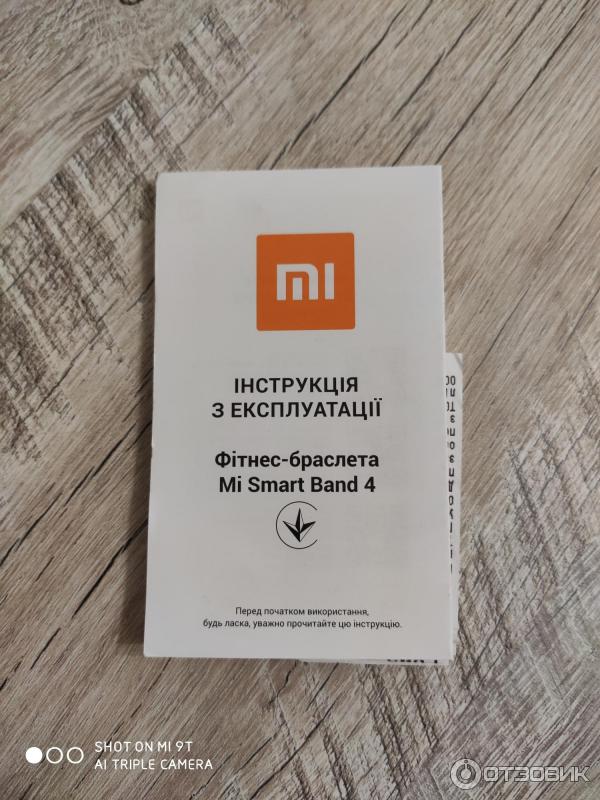 mi
ІНСТРУКЦІЯ
З ЕКСПЛУАТАЦІЇ
Фітнес-браслета
Mi Smart Band 4
Перед початком використання,
будь ласка, уважно прочитайте цю інструкцію.
SHOT ON MI 9T
AI TRIPLE CAMERA
ОТЗОВИК